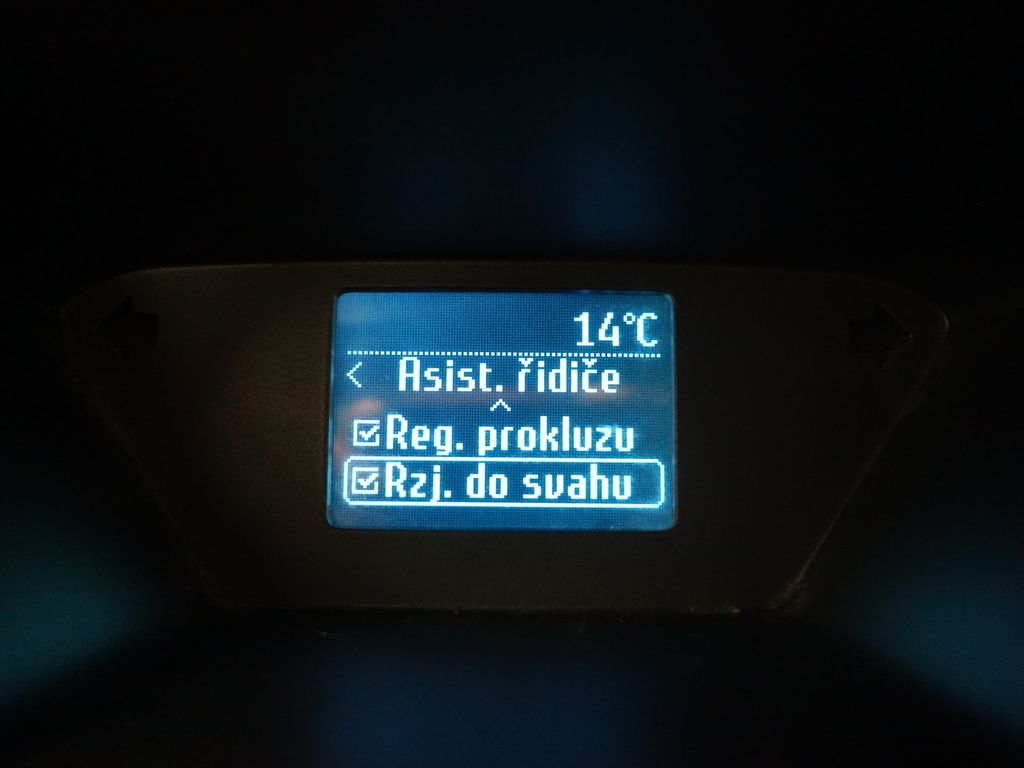 14°C
< Asist. řidiče
Reg. prokluzu
Rzj. do svahu